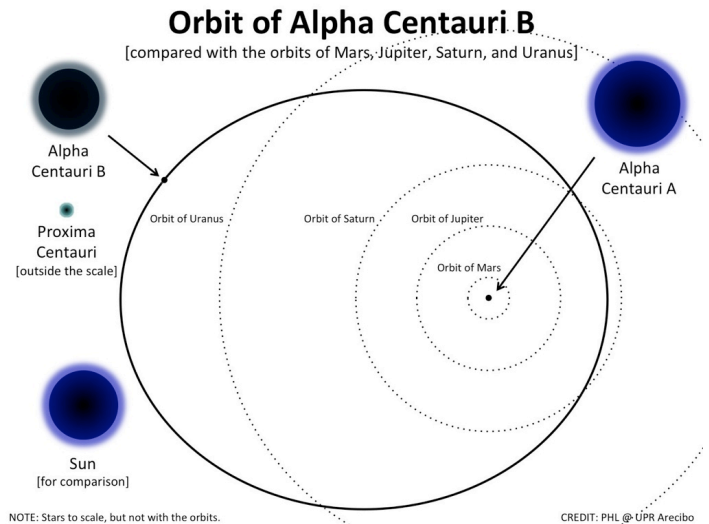 Orbit of Alpha Centauri B
[compared with the orbits of Mars, Jupiter, Saturn, and Uranus]
Alpha
Centauri B
Alpha
Centauri A
Proxima
Centauri
[outside the scale]
Orbit of Uranus
Orbit of Saturn
Orbit of Jupiter
Orbit of Mars
Sun
[for comparison]
NOTE: Stars to scale, but not with the orbits.
CREDIT: PHL @ UPR Arecibo